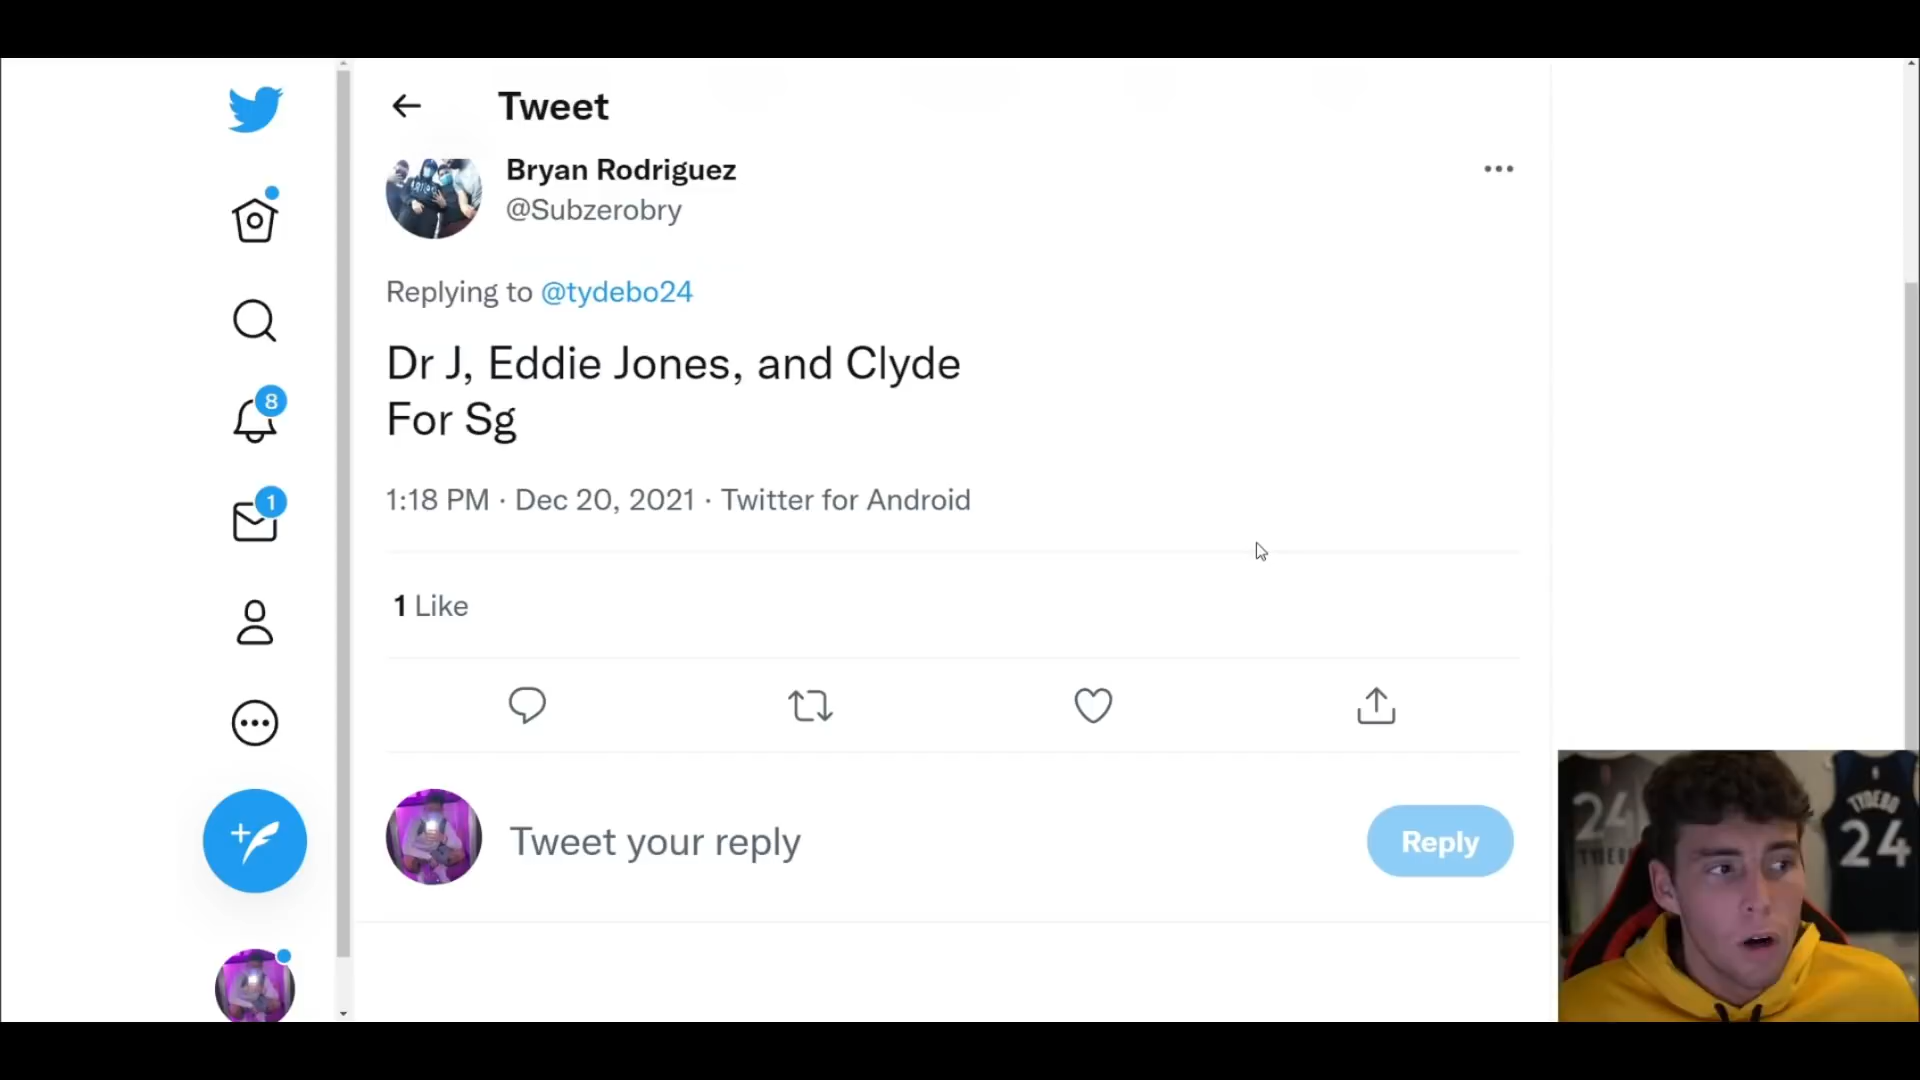 Tweet
Bryan Rodriguez
@Subzerobry
Replying to @tydebo24
Dr J, Eddie Jones, and Clyde
For Sg
1:18 PM · Dec 20, 2021 · Twitter for Android
1 Like
Tweet your reply
Reply
8
1
24
TYDEBO
24